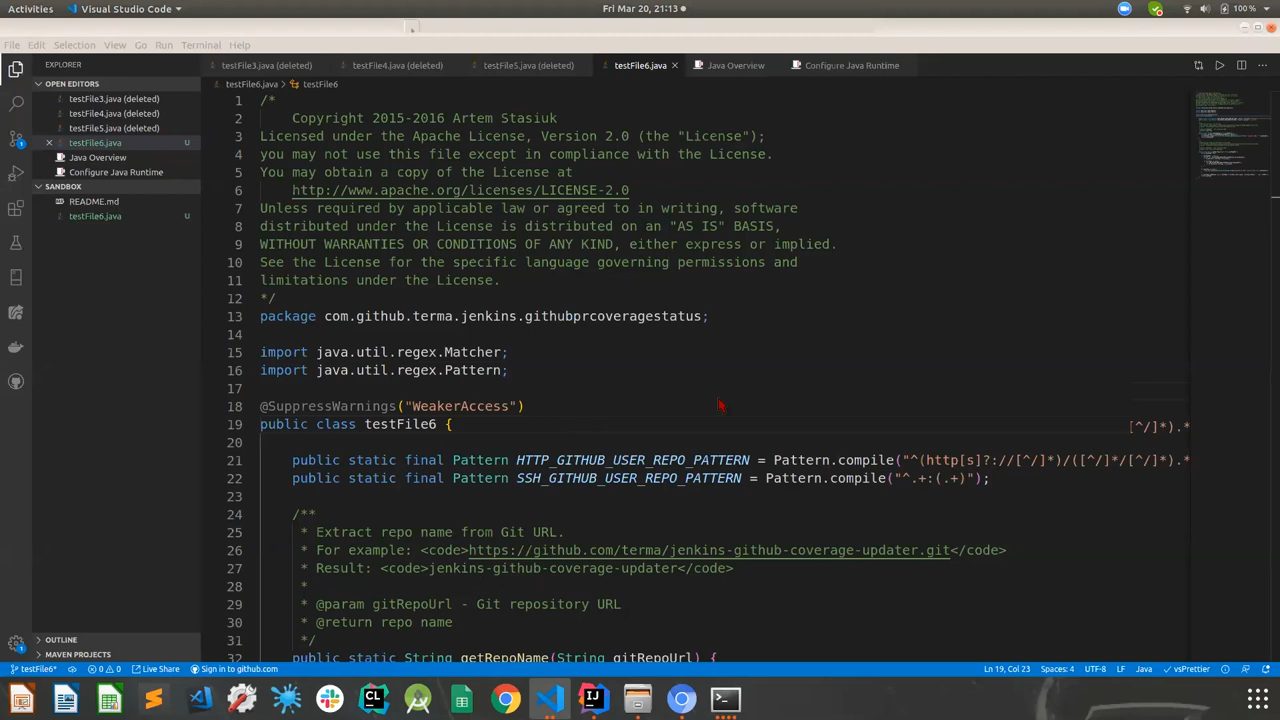 Activities Visual Studio Code Fri Mar 20, 21:13 100 %
File Edit Selection View Go Run Terminal Help
EXPLORER
OPEN EDITORS
testFile3.java (deleted)
testFile4.java (deleted)
testFile5.java (deleted)
testFile6.java U
Java Overview
Configure Java Runtime
SANDBOX
README.md
testFile6.java U
OUTLINE
MAVEN PROJECTS
testFile3.java (deleted) testFile4.java (deleted) testFile5.java (deleted) testFile6.java Java Overview Configure Java Runtime
testFile6.java > testFile6
1 /*
2 Copyright 2015-2016 Artem Stasiuk
3 Licensed under the Apache License, Version 2.0 (the "License");
4 you may not use this file except in compliance with the License.
5 You may obtain a copy of the License at
6 http://www.apache.org/licenses/LICENSE-2.0
7 Unless required by applicable law or agreed to in writing, software
8 distributed under the License is distributed on an "AS IS" BASIS,
9 WITHOUT WARRANTIES OR CONDITIONS OF ANY KIND, either express or implied.
10 See the License for the specific language governing permissions and
11 limitations under the License.
12 */
13 package com.github.terma.jenkins.githubprcoveragestatus;
14
15 import java.util.regex.Matcher;
16 import java.util.regex.Pattern;
17
18 @SuppressWarnings("WeakerAccess")
19 public class testFile6 {
[^/]*).*
20
21 public static final Pattern HTTP_GITHUB_USER_REPO_PATTERN = Pattern.compile("^(http[s]?://[^/]*)/([^/]*/[^/]*).*
22 public static final Pattern SSH_GITHUB_USER_REPO_PATTERN = Pattern.compile("^.+:(.+)");
23
24 /**
25 * Extract repo name from Git URL.
26 * For example: <code>https://github.com/terma/jenkins-github-coverage-updater.git</code>
27 * Result: <code>jenkins-github-coverage-updater</code>
28 *
29 * @param gitRepoUrl - Git repository URL
30 * @return repo name
31 */
32 public static String getRepoName(String gitRepoUrl) {
testFile6* 0 0 Live Share Sign in to github.com Ln 19, Col 23 Spaces: 4 UTF-8 LF Java vsPrettier